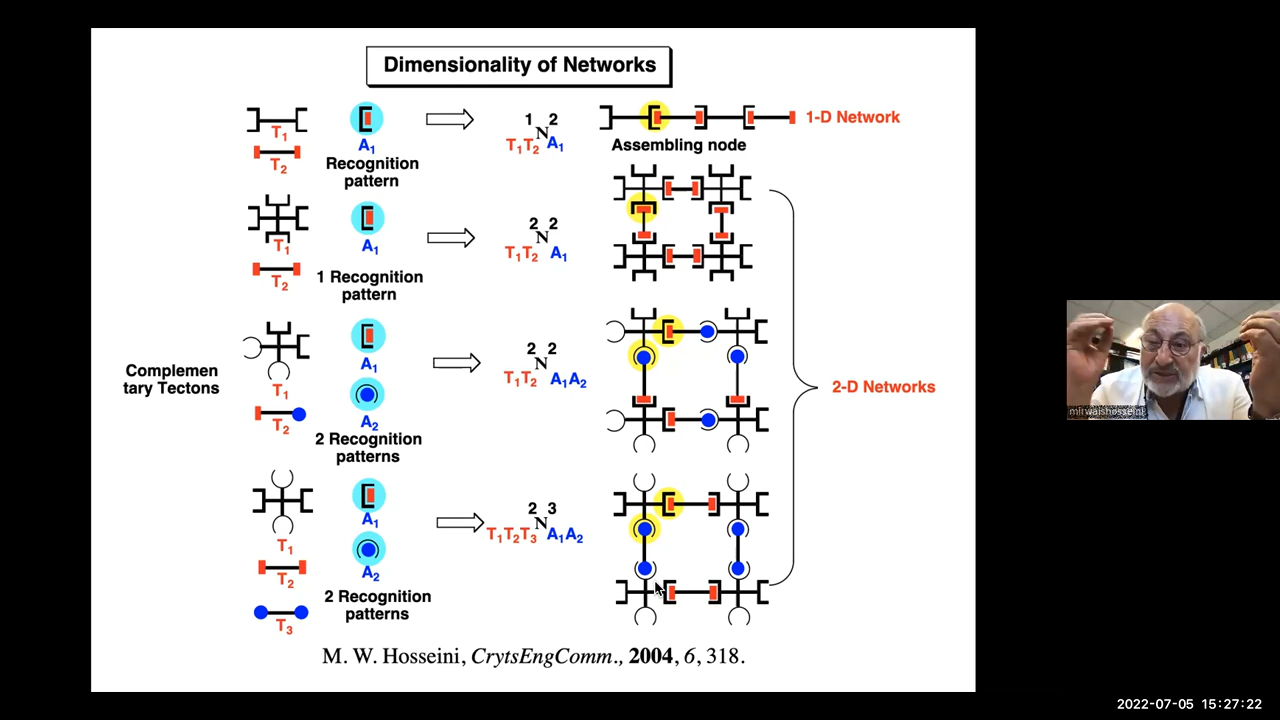 Dimensionality of Networks
T1
T2
A1
Recognition
pattern
1 N 2
T1T2 A1
Assembling node
1-D Network
T1
T2
A1
1 Recognition
pattern
2 N 2
T1T2 A1
Complemen
tary Tectons
T1
T2
A1
A2
2 Recognition
patterns
2 N 2
T1T2 A1A2
2-D Networks
T1
T2
T3
A1
A2
2 Recognition
patterns
2 N 3
T1T2T3 A1A2
M. W. Hosseini, CrytsEngComm., 2004, 6, 318.
mirwaishosseini
2022-07-05 15:27:22